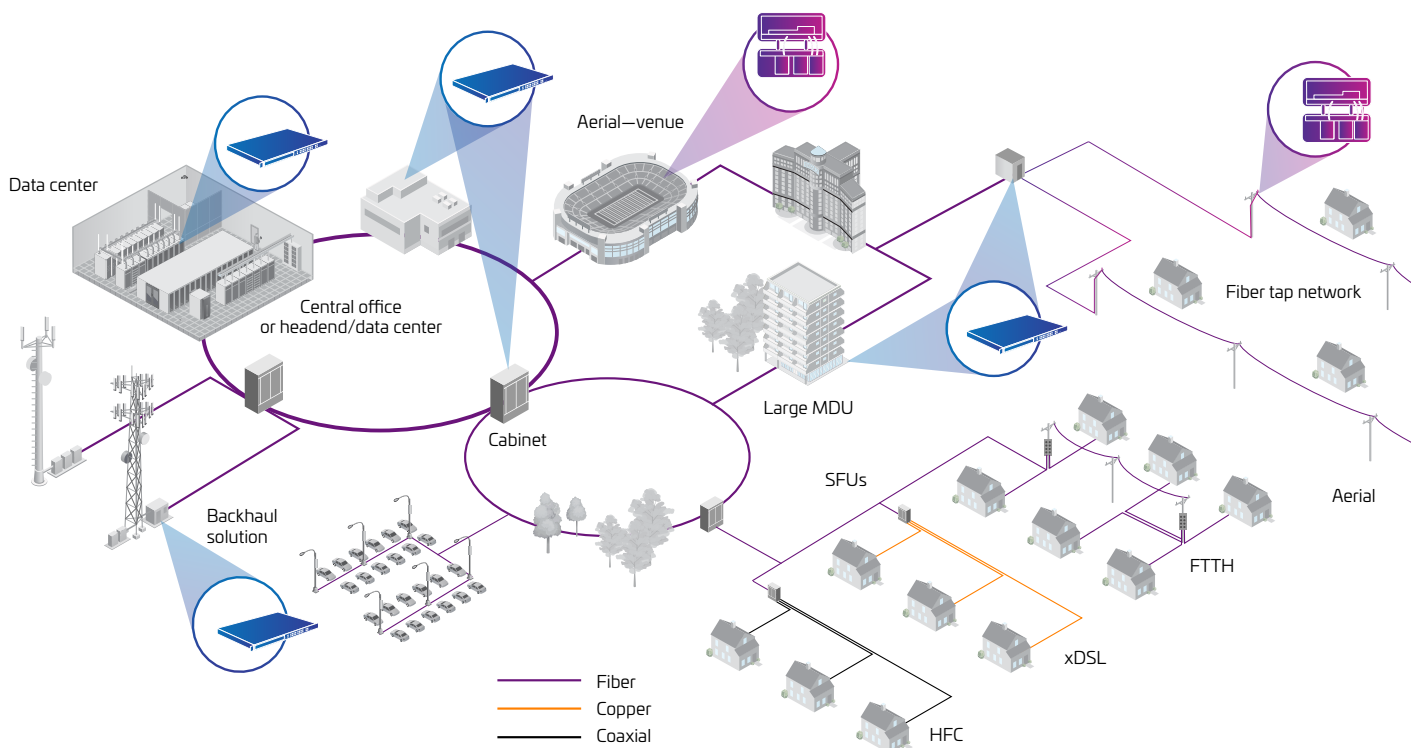 Aerial—venue
Data center
Central office
or headend/data center
Fiber tap network
Large MDU
Cabinet
SFUs
Aerial
Backhaul
solution
FTTH
xDSL
HFC
Fiber
Copper
Coaxial